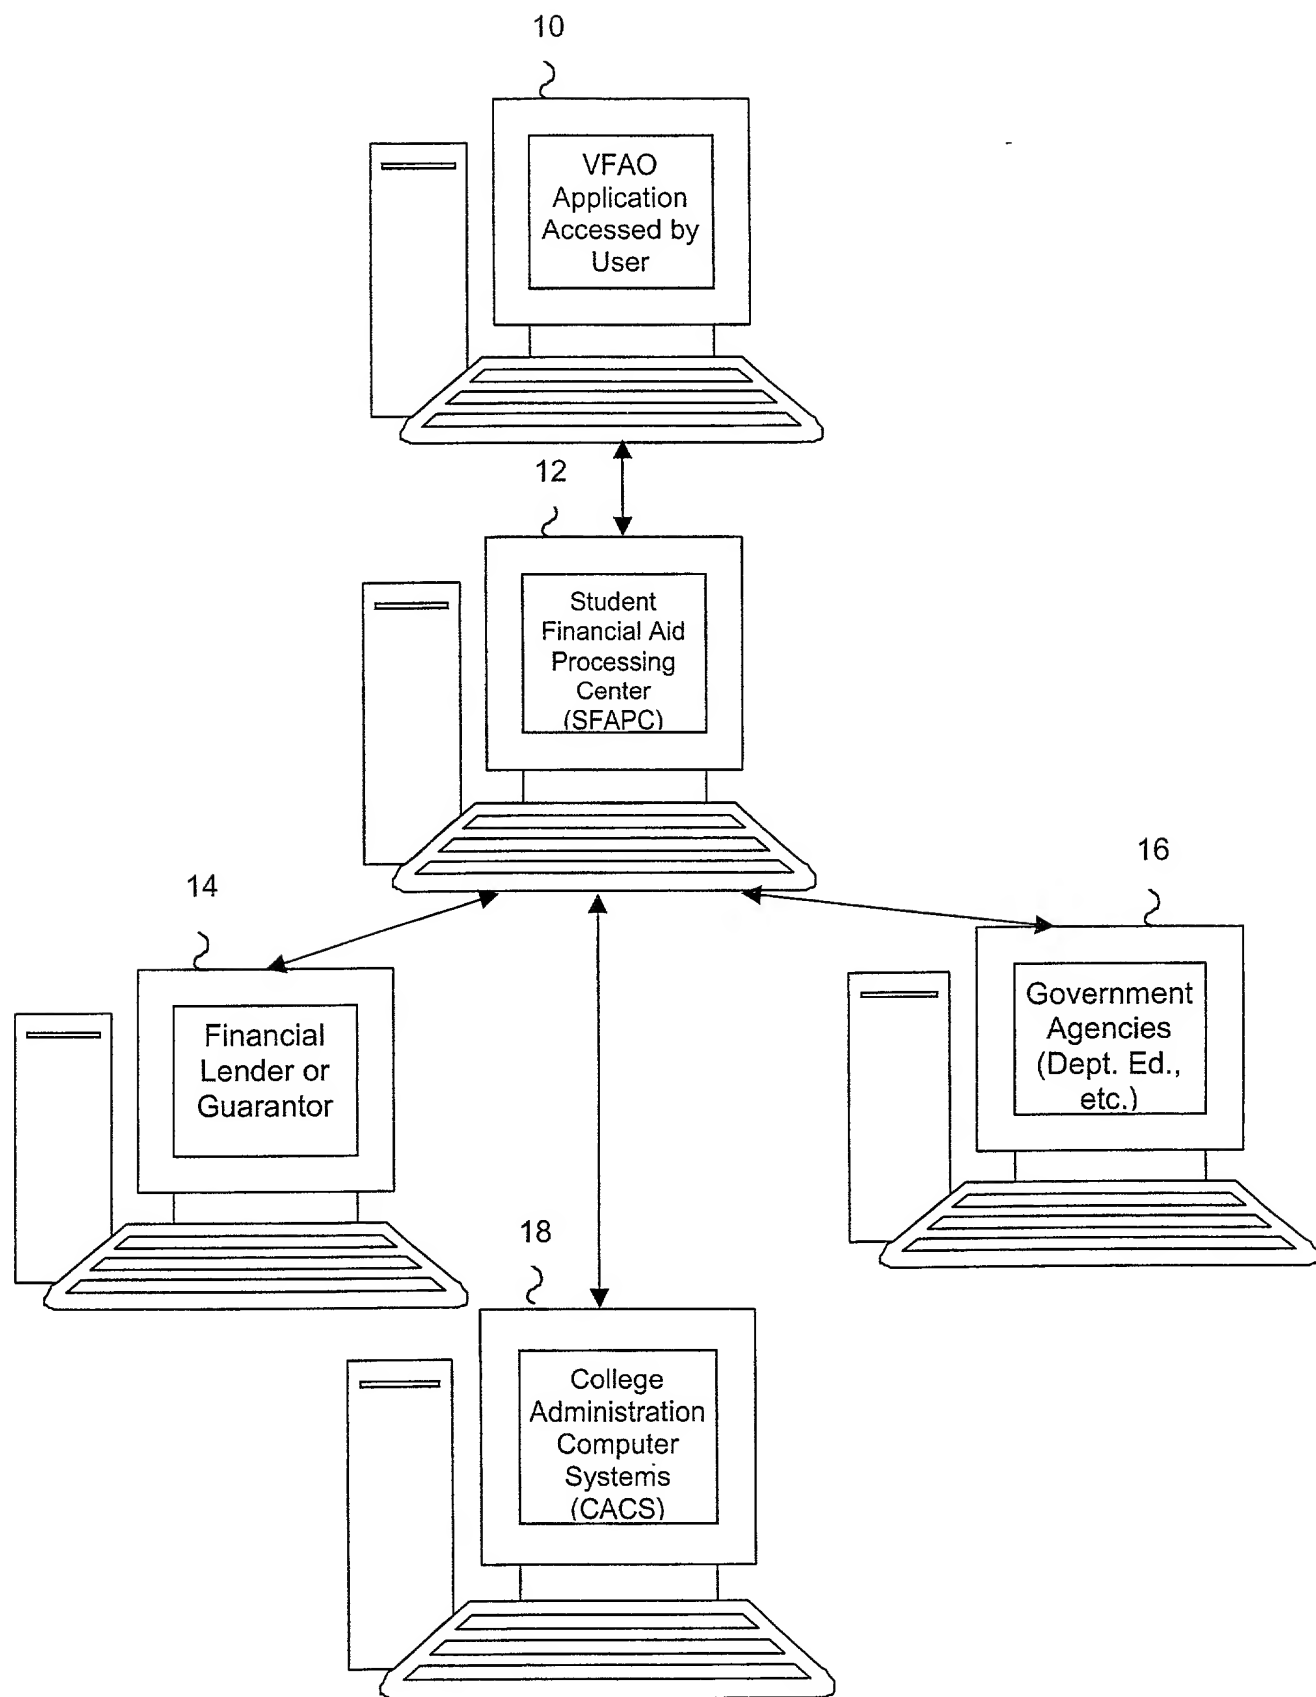 10
VFAO
Application
Accessed by
User
12
Student
Financial Aid
Processing
Center
(SFAPC)
14
Financial
Lender or
Guarantor
16
Government
Agencies
(Dept. Ed.,
etc.)
18
College
Administration
Computer
Systems
(CACS)